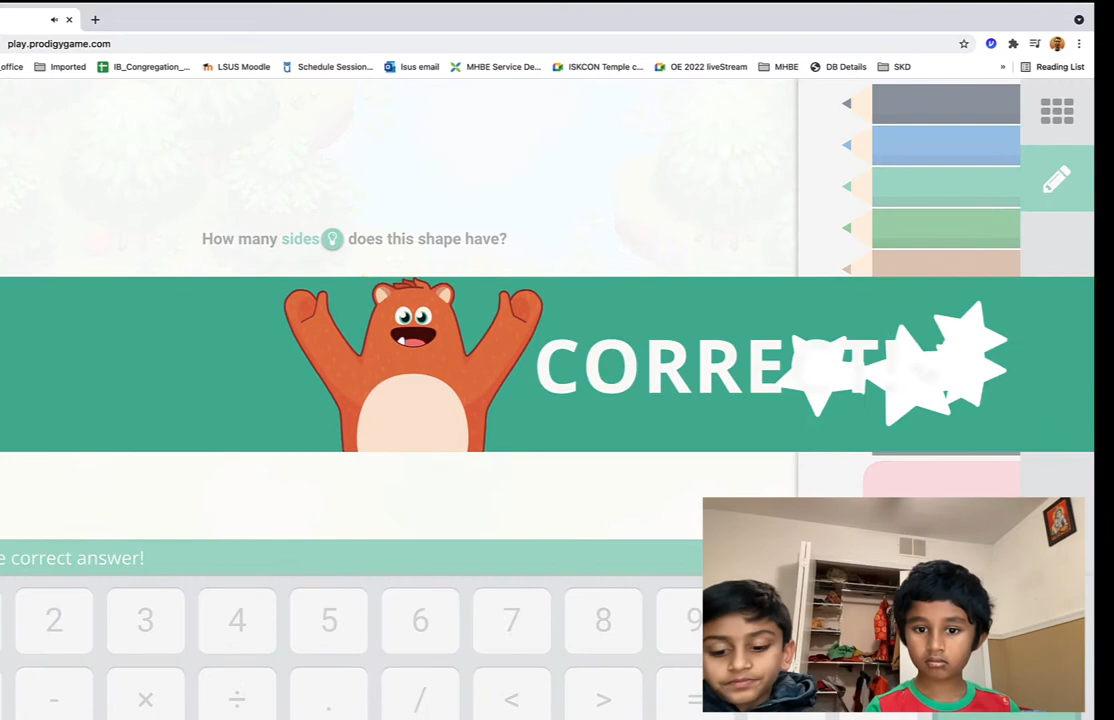 play.prodigygame.com
office
Imported
IB_Congregation_...
LSUS Moodle
Schedule Session...
lsus email
MHBE Service De...
ISKCON Temple c...
OE 2022 liveStream
MHBE
DB Details
SKD
»
Reading List
How many sides does this shape have?
CORRECT!
e correct answer!
2 3 4 5 6 7 8 9
- × ÷ . / < > =